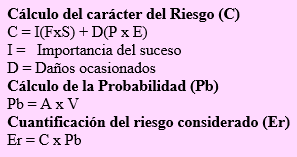 Cálculo del carácter del Riesgo (C)
C = I(FxS) + D(P x E)
I =   Importancia del suceso
D = Daños ocasionados
Cálculo de la Probabilidad (Pb)
Pb = A x V
Cuantificación del riesgo considerado (Er)
Er = C x Pb